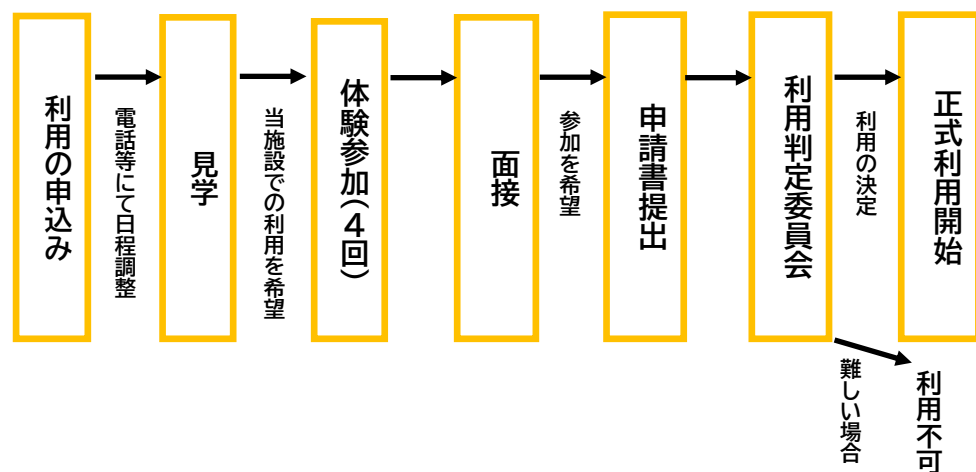 利用の申込み
電話等にて日程調整
見学
当施設での利用を希望
体験参加(４回)
面接
参加を希望
申請書提出
利用判定委員会
利用の決定
正式利用開始
難しい場合
利用不可